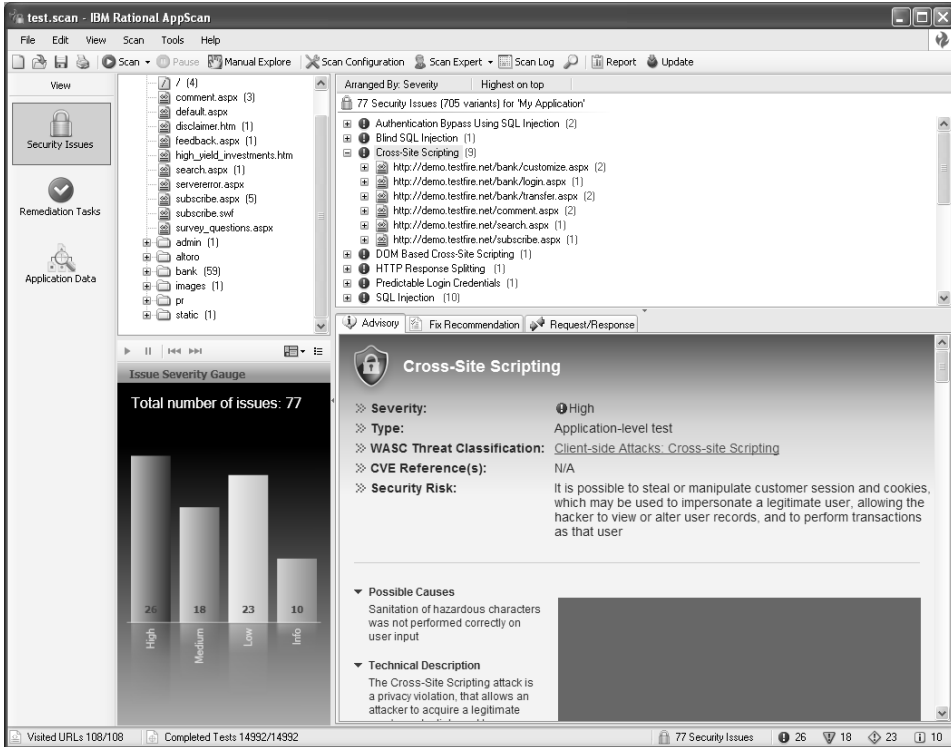 test.scan - IBM Rational AppScan
File Edit View Scan Tools Help
Scan Pause Manual Explore Scan Configuration Scan Expert Scan Log Report Update
View
Security Issues
Remediation Tasks
Application Data
/ (4)
comment.aspx (3)
default.aspx
disclaimer.htm (1)
feedback.aspx (1)
high_yield_investments.htm
search.aspx (1)
servererror.aspx
subscribe.aspx (5)
subscribe.swf
survey_questions.aspx
admin (1)
altoro
bank (59)
images (1)
pr
static (1)
Issue Severity Gauge
Total number of issues: 77
26 18 23 10
High Medium Low Info
Arranged By: Severity Highest on top
77 Security Issues (705 variants) for 'My Application'
Authentication Bypass Using SQL Injection (2)
Blind SQL Injection (1)
Cross-Site Scripting (9)
http://demo.testfire.net/bank/customize.aspx (2)
http://demo.testfire.net/bank/login.aspx (1)
http://demo.testfire.net/bank/transfer.aspx (2)
http://demo.testfire.net/comment.aspx (2)
http://demo.testfire.net/search.aspx (1)
http://demo.testfire.net/subscribe.aspx (1)
DOM Based Cross-Site Scripting (1)
HTTP Response Splitting (1)
Predictable Login Credentials (1)
SQL Injection (10)
Advisory Fix Recommendation Request/Response
Cross-Site Scripting
Severity: High
Type: Application-level test
WASC Threat Classification: Client-side Attacks: Cross-site Scripting
CVE Reference(s): N/A
Security Risk: It is possible to steal or manipulate customer session and cookies,
which may be used to impersonate a legitimate user, allowing the
hacker to view or alter user records, and to perform transactions
as that user
Possible Causes
Sanitation of hazardous characters
was not performed correctly on
user input
Technical Description
The Cross-Site Scripting attack is
a privacy violation, that allows an
attacker to acquire a legitimate
Visited URLs 108/108 Completed Tests 14992/14992 77 Security Issues 26 18 23 10